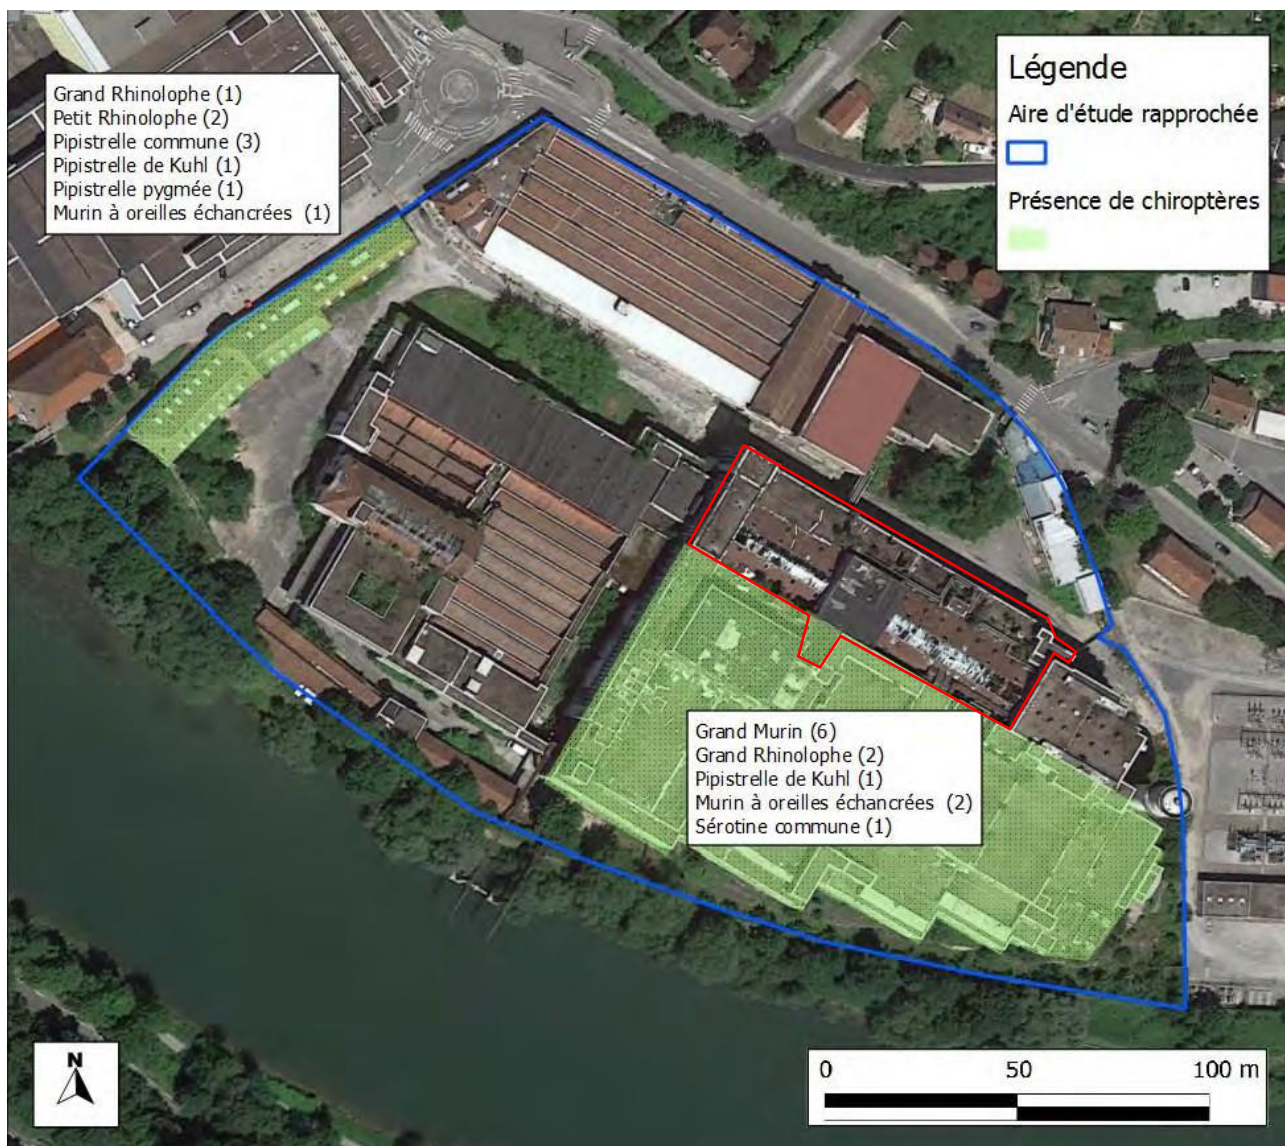 Grand Rhinolophe (1)
Petit Rhinolophe (2)
Pipistrelle commune (3)
Pipistrelle de Kuhl (1)
Pipistrelle pygmée (1)
Murin à oreilles échancrées (1)
Légende
Aire d'étude rapprochée
Présence de chiroptères
Grand Murin (6)
Grand Rhinolophe (2)
Pipistrelle de Kuhl (1)
Murin à oreilles échancrées (2)
Sérotine commune (1)
N
0 50 100 m